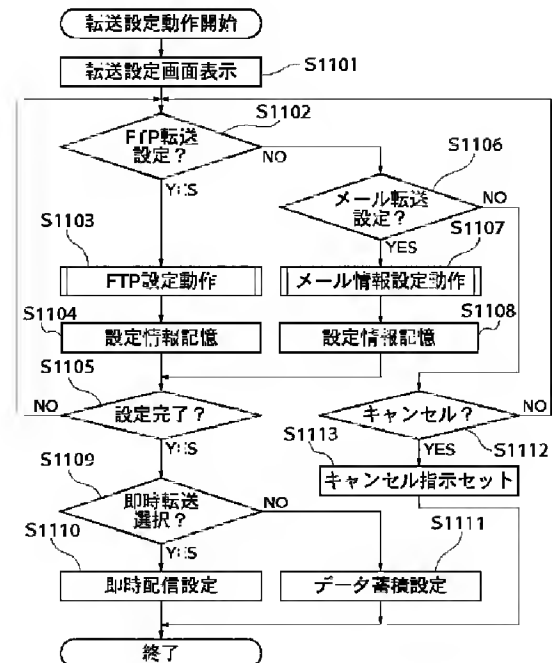 転送設定動作開始
転送設定画面表示
S1101
S1102
FTP転送
設定？
NO
YES
S1106
メール転送
設定？
NO
YES
S1103
FTP設定動作
S1107
メール情報設定動作
S1104
設定情報記憶
S1108
設定情報記憶
S1105
設定完了？
NO
YES
キャンセル？
NO
YES
S1112
S1113
キャンセル指示セット
S1109
即時転送
選択？
NO
YES
S1110
即時配信設定
S1111
データ蓄積設定
終了